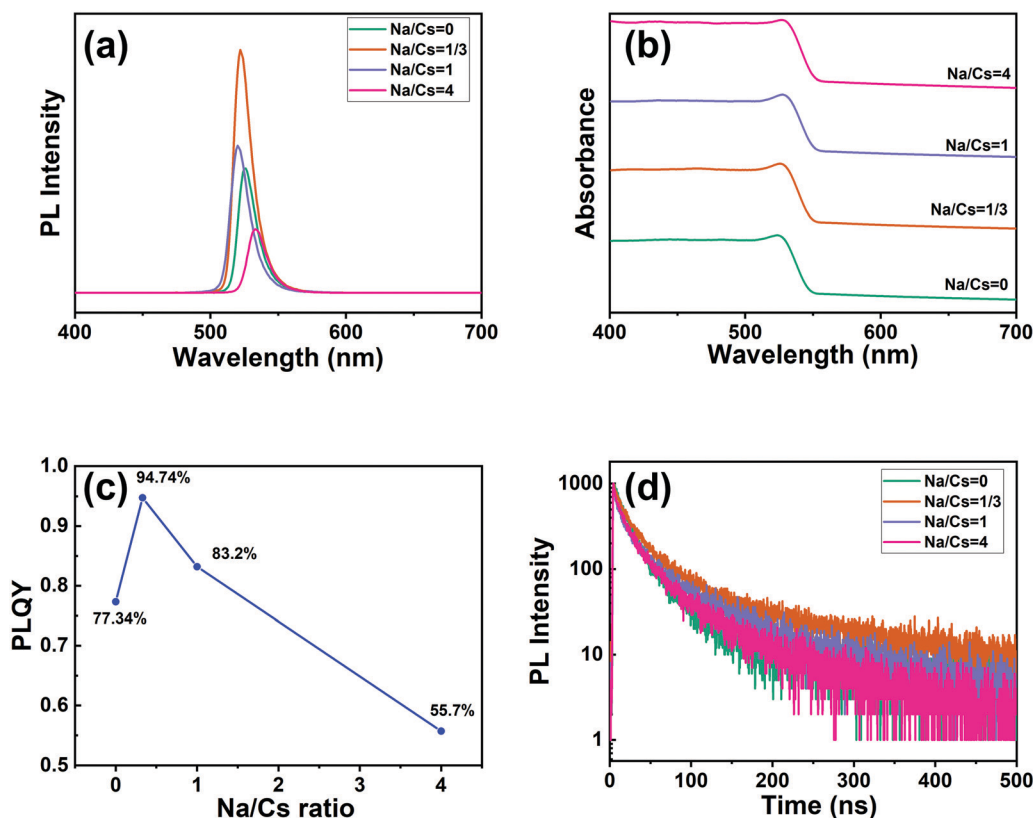 (a)
Na/Cs=0
Na/Cs=1/3
Na/Cs=1
Na/Cs=4
PL Intensity
400 500 600 700
Wavelength (nm)
(b)
Na/Cs=4
Na/Cs=1
Na/Cs=1/3
Na/Cs=0
Absorbance
400 500 600 700
Wavelength (nm)
(c)
94.74%
83.2%
77.34%
55.7%
PLQY
1.0
0.9
0.8
0.7
0.6
0.5
0 1 2 3 4
Na/Cs ratio
(d)
Na/Cs=0
Na/Cs=1/3
Na/Cs=1
Na/Cs=4
PL Intensity
1000
100
10
1
0 100 200 300 400 500
Time (ns)